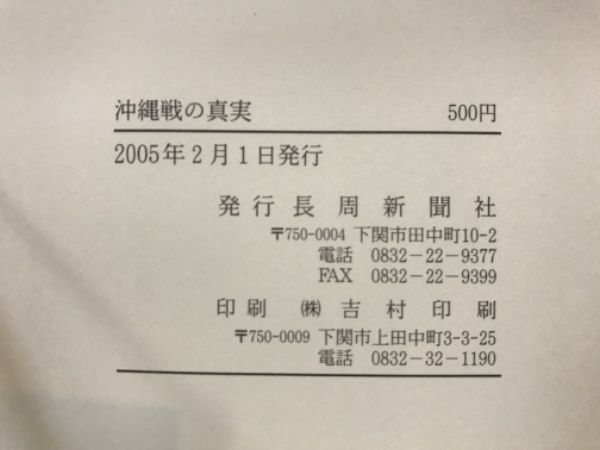 沖縄戦の真実 500円
2005年2月1日発行
発行 長周新聞社
〒750-0004 下関市田中町10-2
電話 0832-22-9377
FAX 0832-22-9399
印刷 ㈱吉村印刷
〒750-0009 下関市上田中町3-3-25
電話 0832-32-1190